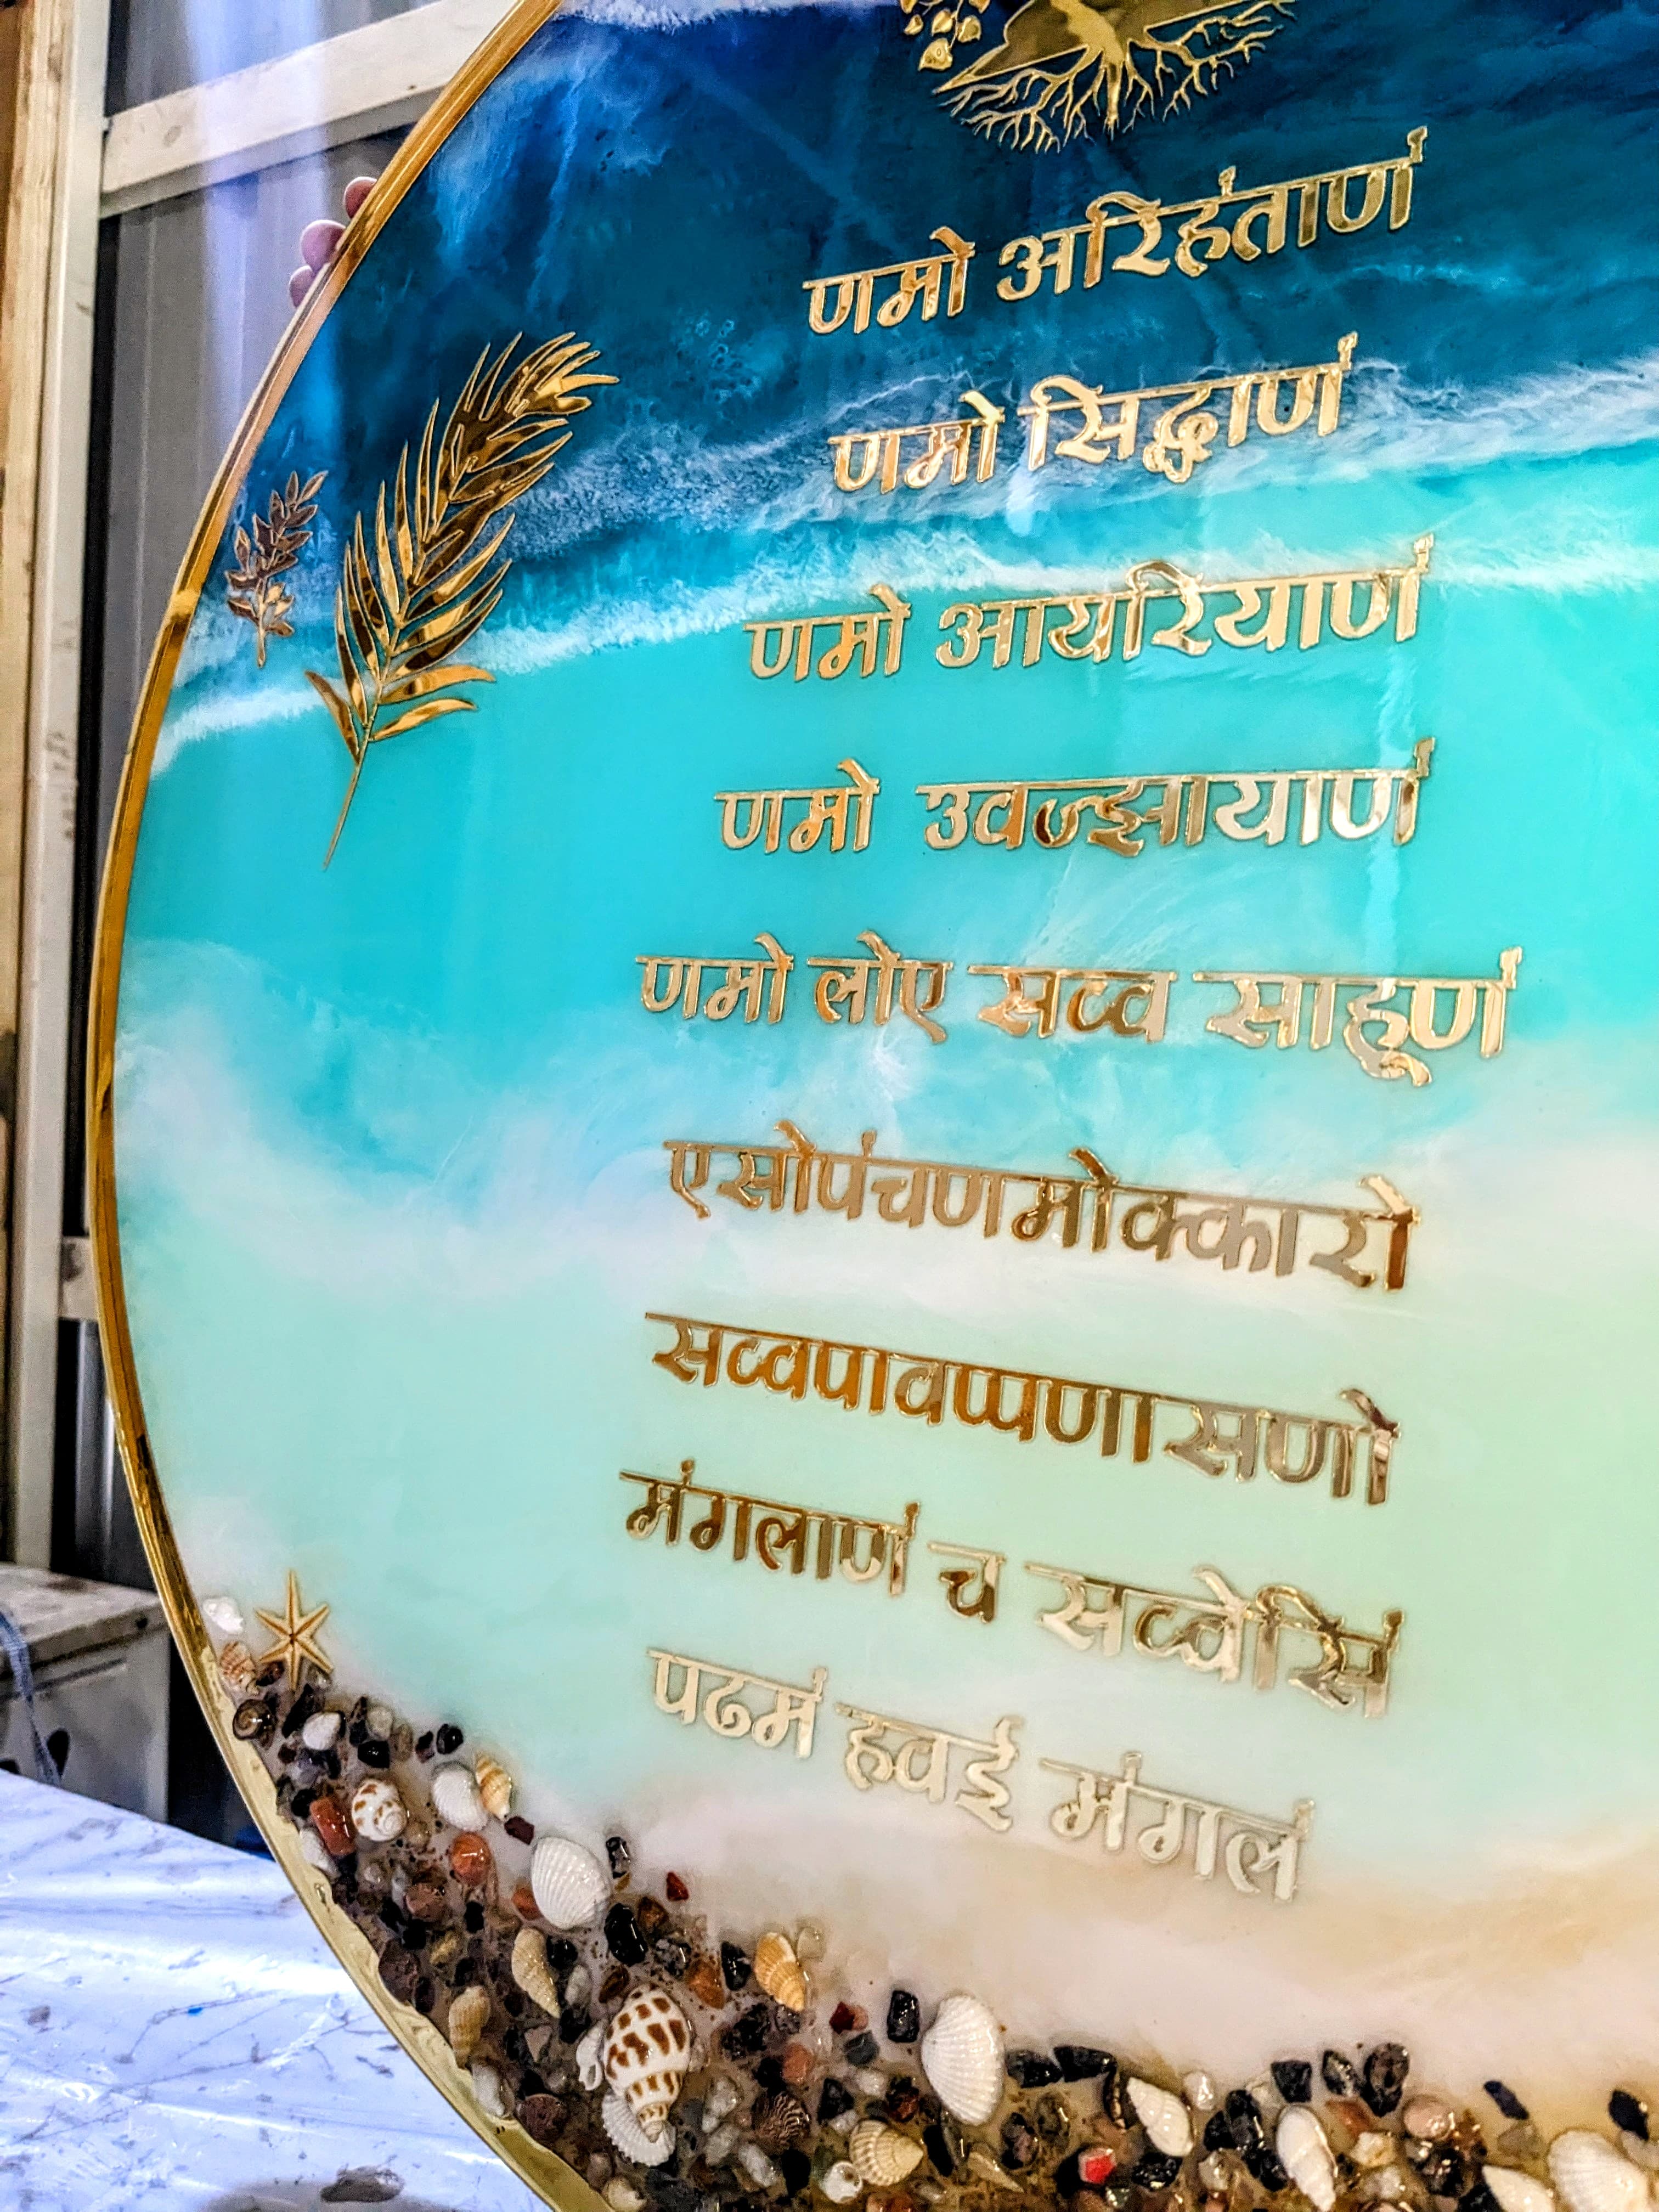 णमो अरिहंताणं
णमो सिद्धाणं
णमो आयरियाणं
णमो उवज्झायाणं
णमो लोए सव्व साहूणं
एसोपंचणमोक्कारो
सव्वपावप्पणासणो
मंगलाणं च सव्वेसिं
पढमं हवई मंगलं